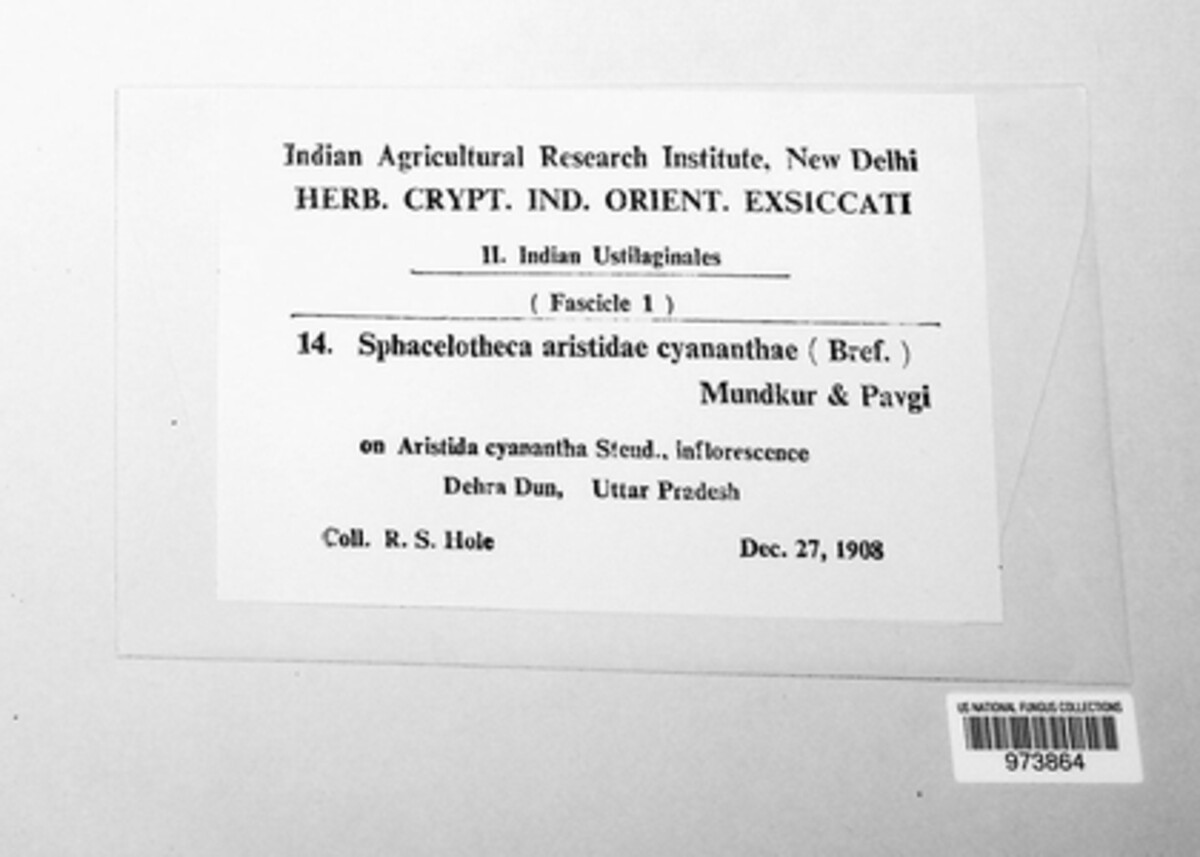 Indian Agricultural Research Institute, New Delhi
HERB. CRYPT. IND. ORIENT. EXSICCATI
II. Indian Ustilaginales
( Fascicle 1 )
14. Sphacelotheca aristidae cyananthae ( Bref. )
Mundkur & Pavgi
on Aristida cyanantha Steud., inflorescence
Dehra Dun, Uttar Pradesh
Coll. R. S. Hole Dec. 27, 1908
US NATIONAL FUNGUS COLLECTIONS
973864